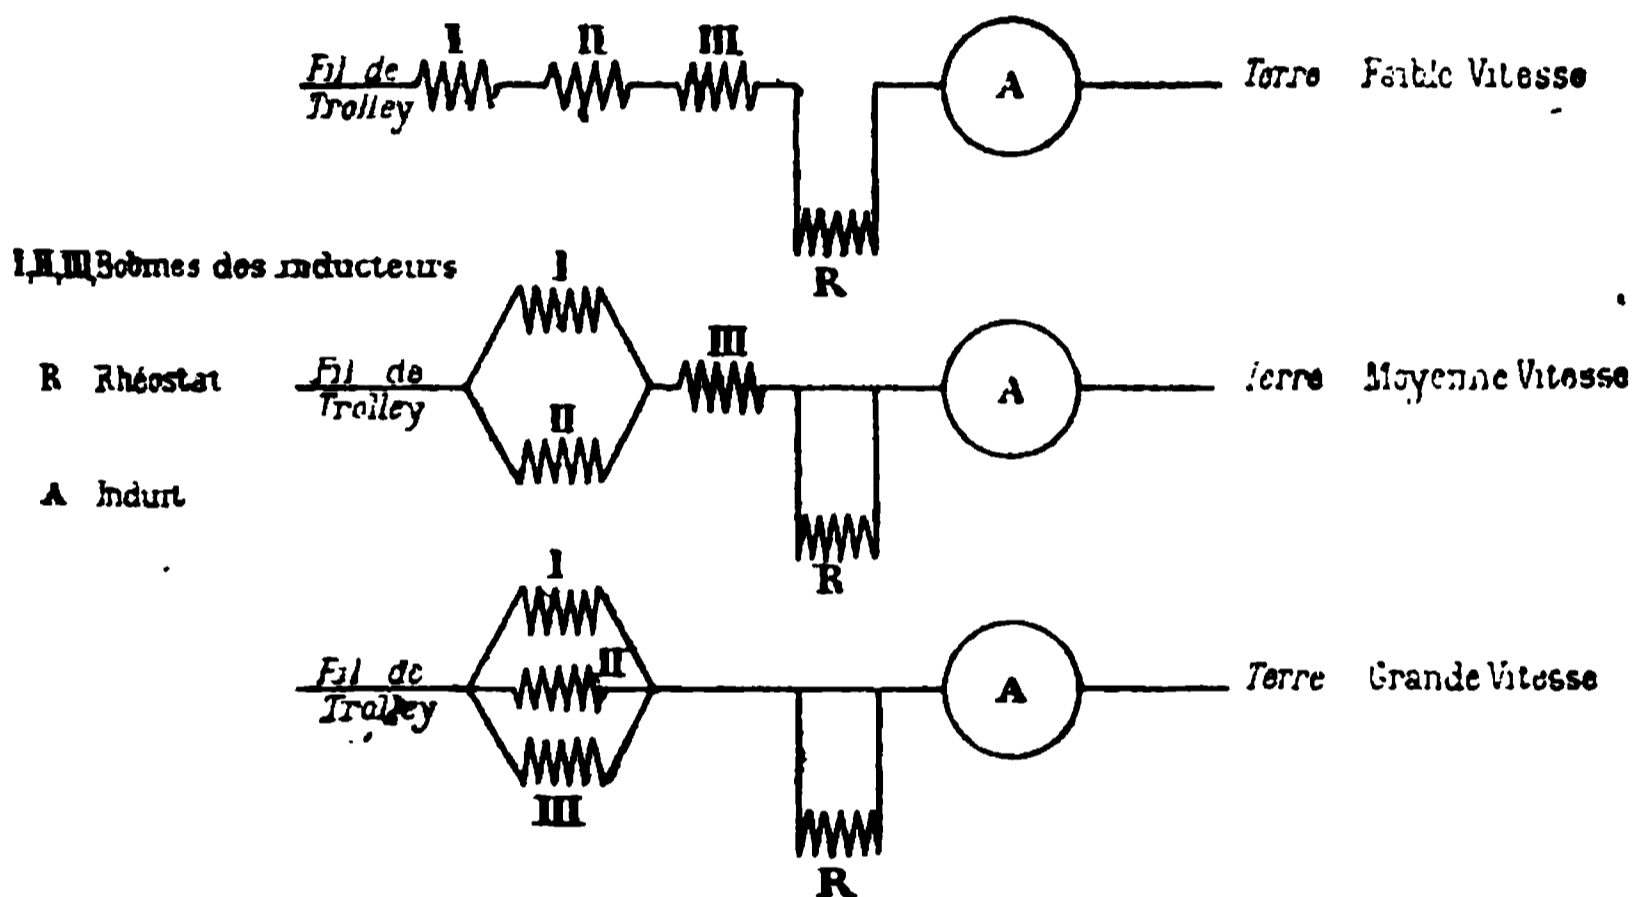 I II III
Fil de
Trolley
A
Terre Faible Vitesse
R
I, II, III, Bobines des inducteurs
I
R Rhéostat
Fil de
Trolley
II
III
A
Terre Moyenne Vitesse
R
A Induit
I
Fil de
Trolley
II
III
A
Terre Grande Vitesse
R